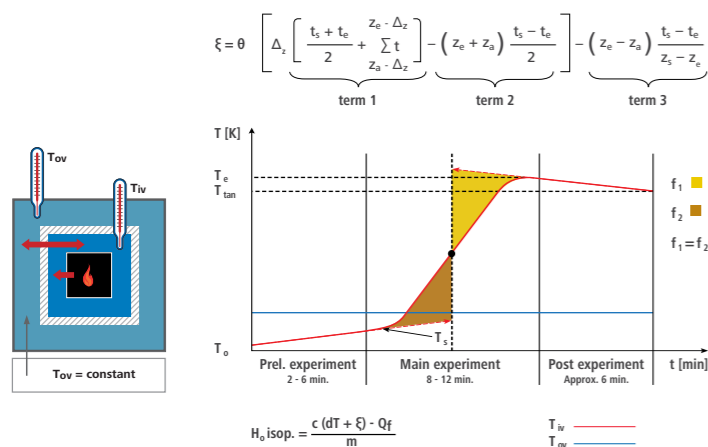 ξ = θ [ Δz [ (ts + te)/2 + Σt (ze - Δz, za - Δz) ] - ( ze + za ) (ts - te)/2 ] - ( ze - za ) (ts - te)/(zs - ze)
term 1 term 2 term 3
T [K]
Te
Ttan
Tov
Tiv
f1
f2
f1 = f2
Ts
To
Prel. experiment Main experiment Post experiment t [min]
2 - 6 min. 8 - 12 min. Approx. 6 min.
Tov = constant
Ho isop. = (c (dT + ξ) - Qf)/m
Tiv
Tov